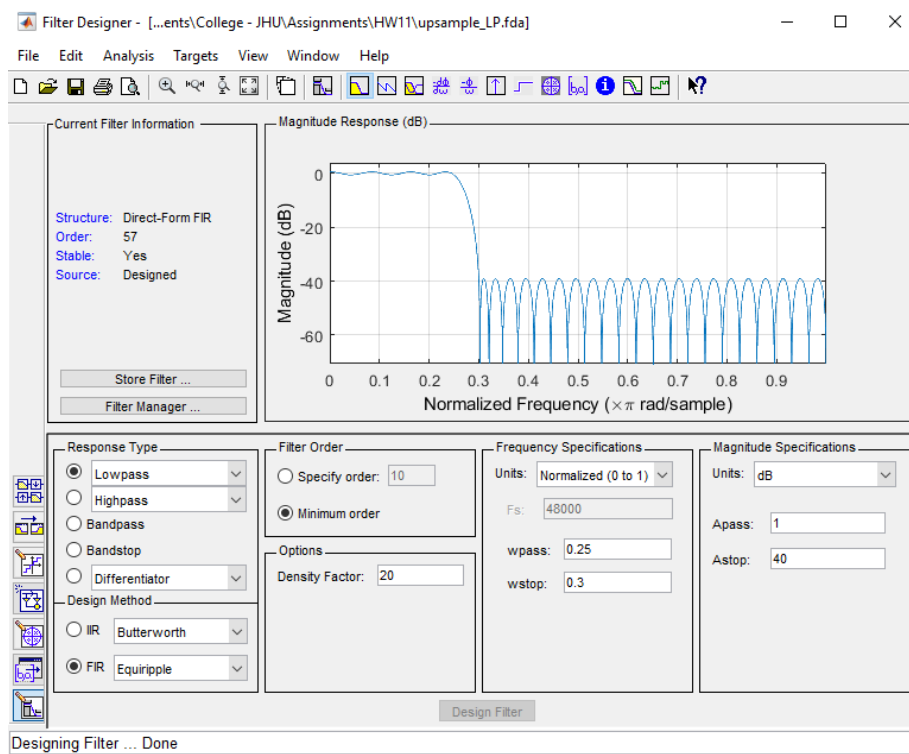 Filter Designer - [...ents\College - JHU\Assignments\HW11\upsample_LP.fda]
File Edit Analysis Targets View Window Help
Current Filter Information
Structure: Direct-Form FIR
Order: 57
Stable: Yes
Source: Designed
Store Filter ...
Filter Manager ...
Magnitude Response (dB)
Magnitude (dB)
0
-20
-40
-60
0 0.1 0.2 0.3 0.4 0.5 0.6 0.7 0.8 0.9
Normalized Frequency (×π rad/sample)
Response Type
Lowpass
Highpass
Bandpass
Bandstop
Differentiator
Design Method
IIR Butterworth
FIR Equiripple
Filter Order
Specify order: 10
Minimum order
Options
Density Factor: 20
Frequency Specifications
Units: Normalized (0 to 1)
Fs: 48000
wpass: 0.25
wstop: 0.3
Magnitude Specifications
Units: dB
Apass: 1
Astop: 40
Design Filter
Designing Filter ... Done